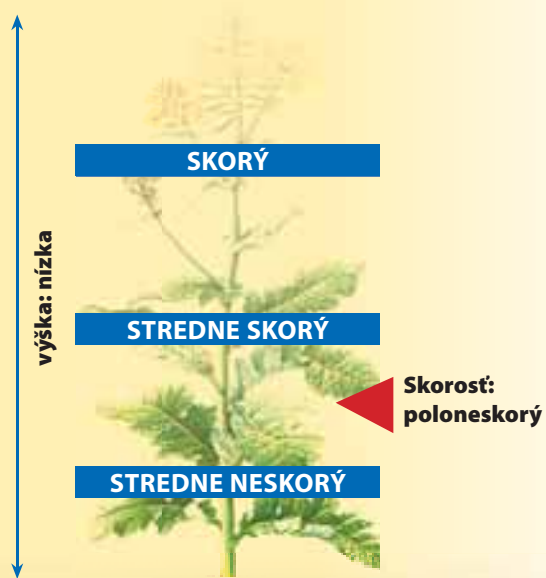 SKORÝ
výška: nízka
STREDNE SKORÝ
Skorosť:
poloneskorý
STREDNE NESKORÝ